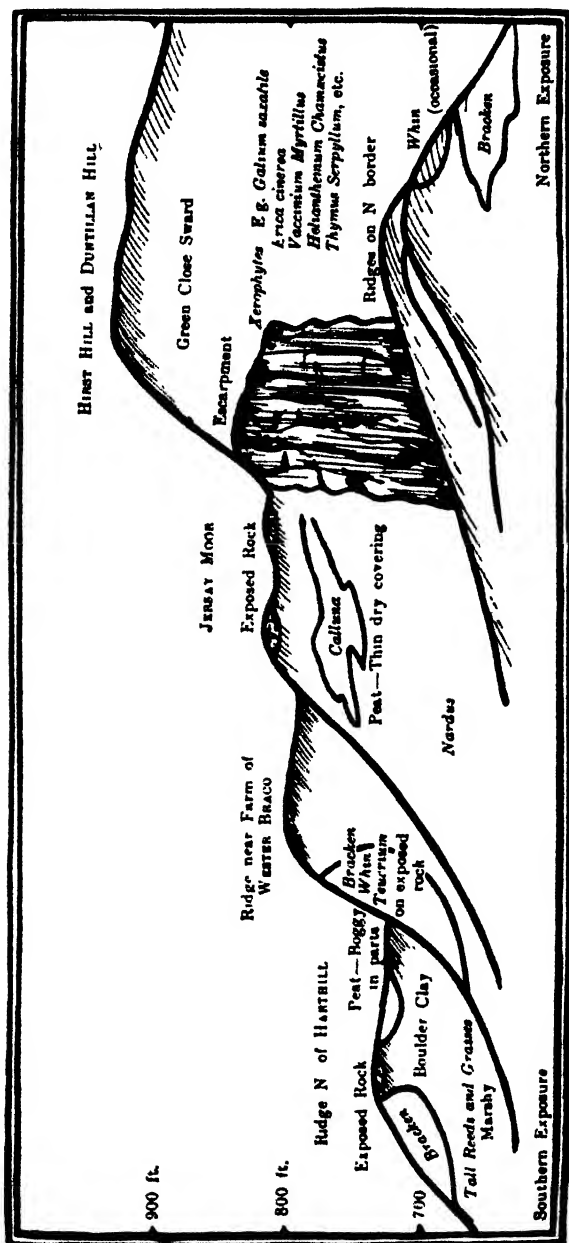 900 ft.
800 ft.
700
Southern Exposure
Ridge N of HARTHILL
Exposed Rock
Bracken
Boulder Clay
Tall Reeds and Grasses
Marshy
Peat—Boggy
in parts
Ridge near Farm of
WESTER BRACO
Bracken
Whin
Teucrium
on exposed
rock
JERSAY MOOR
Exposed Rock
Calluna
Peat—Thin dry covering
Nardus
HIRST HILL AND DUNTILLAN HILL
Green Close Sward
Escarpment
Xerophytes E g. Galium saxatile
Erica cinerea
Vaccinium Myrtillus
Helianthemum Chamæcistus
Thymus Serpyllum, etc.
Ridges on N border
Whin
(occasional)
Bracken
Northern Exposure